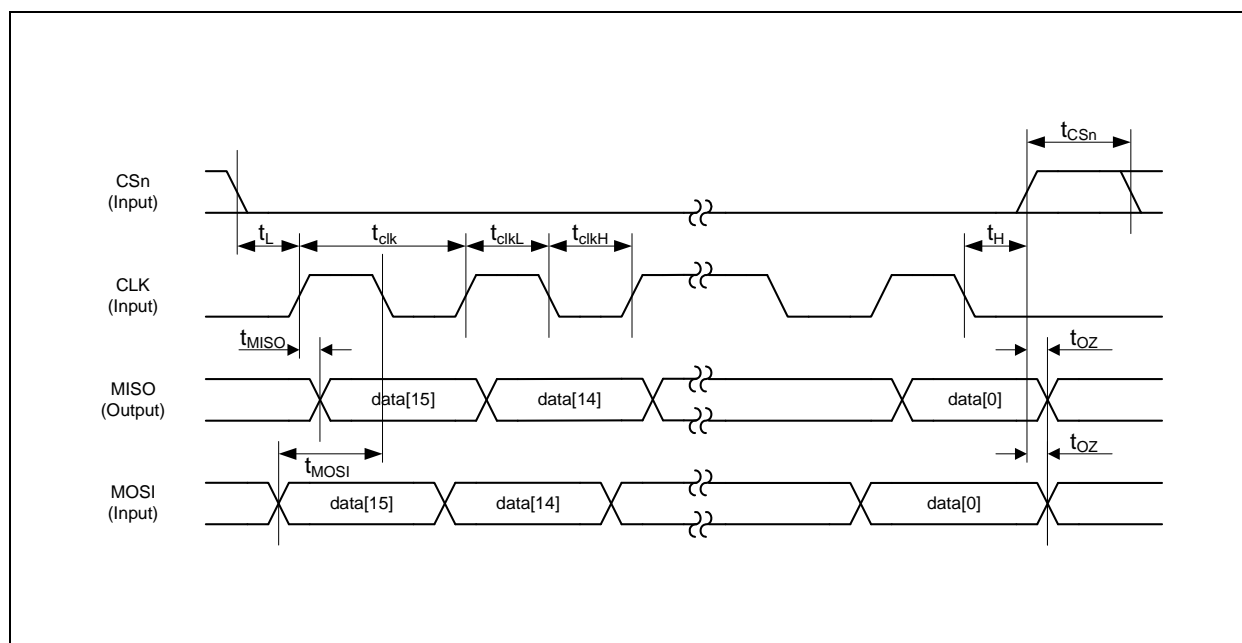 t_CSn
CSn
(Input)
t_L t_clk t_clkL t_clkH t_H
CLK
(Input)
t_MISO t_OZ
MISO
(Output)
data[15] data[14] data[0]
t_MOSI t_OZ
MOSI
(Input)
data[15] data[14] data[0]